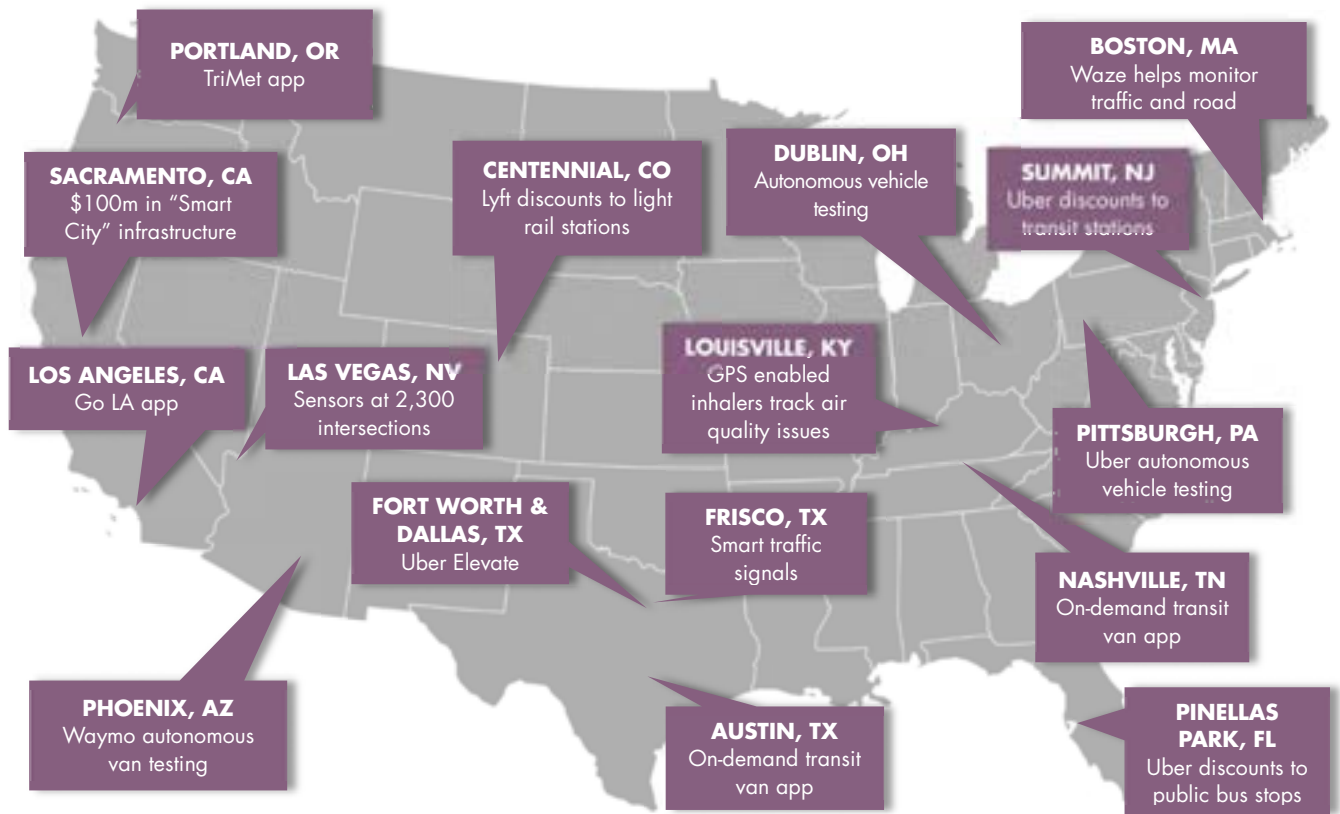 PORTLAND, OR
TriMet app
BOSTON, MA
Waze helps monitor
traffic and road
SACRAMENTO, CA
$100m in “Smart
City” infrastructure
CENTENNIAL, CO
Lyft discounts to light
rail stations
DUBLIN, OH
Autonomous vehicle
testing
SUMMIT, NJ
Uber discounts to
transit stations
LOS ANGELES, CA
Go LA app
LAS VEGAS, NV
Sensors at 2,300
intersections
LOUISVILLE, KY
GPS enabled
inhalers track air
quality issues
PITTSBURGH, PA
Uber autonomous
vehicle testing
FORT WORTH &
DALLAS, TX
Uber Elevate
FRISCO, TX
Smart traffic
signals
NASHVILLE, TN
On-demand transit
van app
PHOENIX, AZ
Waymo autonomous
van testing
AUSTIN, TX
On-demand transit
van app
PINELLAS
PARK, FL
Uber discounts to
public bus stops